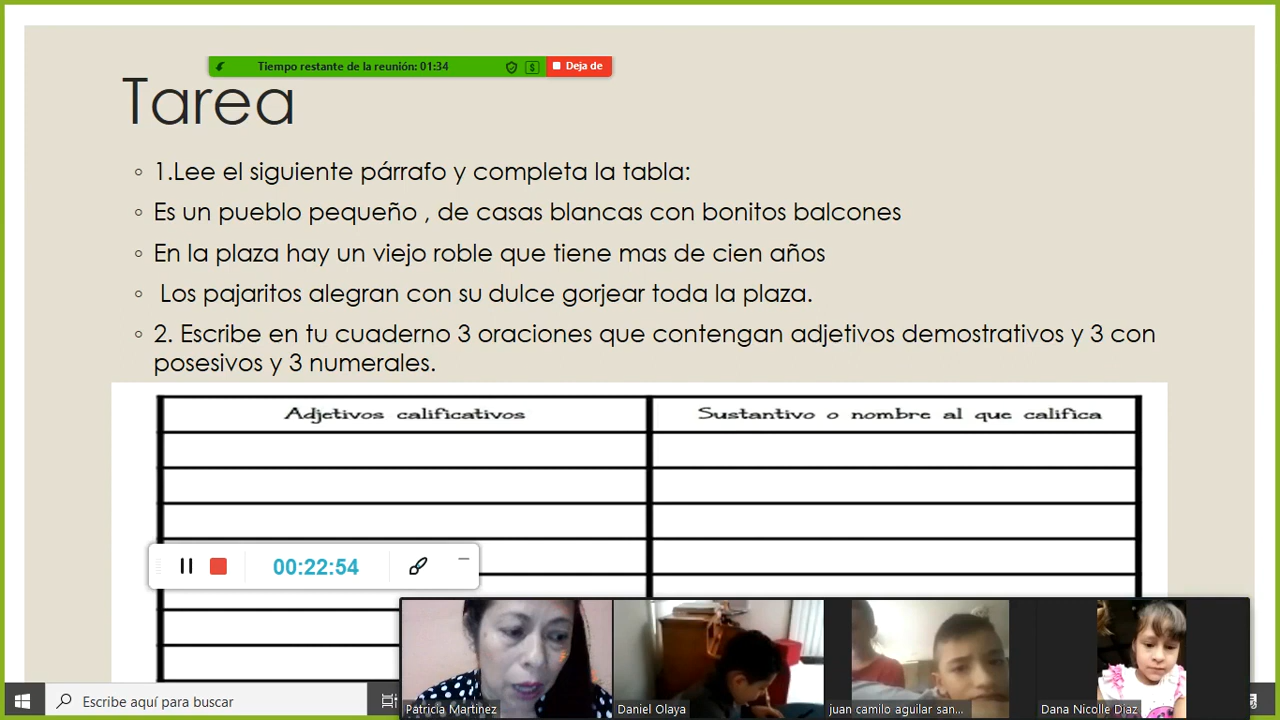 Tiempo restante de la reunión: 01:34
$
Deja de
Tarea
1.Lee el siguiente párrafo y completa la tabla:
Es un pueblo pequeño , de casas blancas con bonitos balcones
En la plaza hay un viejo roble que tiene mas de cien años
Los pajaritos alegran con su dulce gorjear toda la plaza.
2. Escribe en tu cuaderno 3 oraciones que contengan adjetivos demostrativos y 3 con
posesivos y 3 numerales.
Adjetivos calificativos
Sustantivo o nombre al que califica
00:22:54
Patricia Martinez
Daniel Olaya
juan camilo aguilar san...
Dana Nicolle Diaz
Escribe aquí para buscar